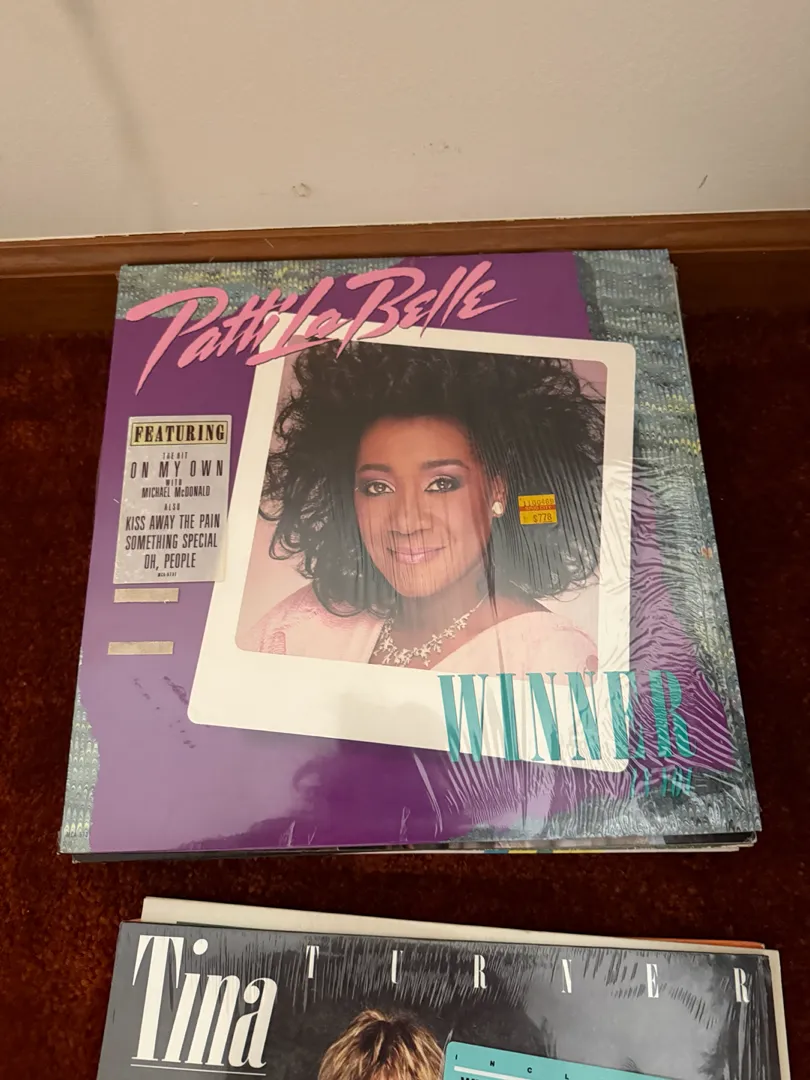 Patti LaBelle
FEATURING
THE HIT
ON MY OWN
WITH
MICHAEL McDONALD
ALSO
KISS AWAY THE PAIN
SOMETHING SPECIAL
OH, PEOPLE
$778
WINNER
Tina
TURNER
INCL